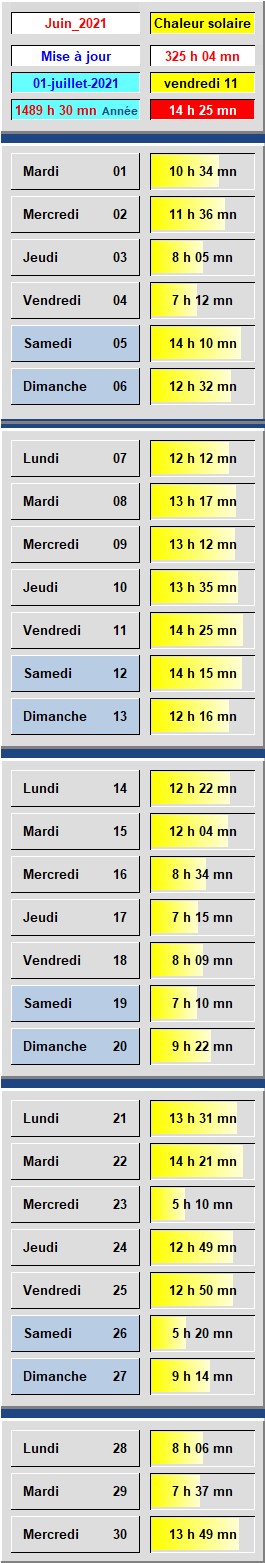 Juin_2021 Chaleur solaire
Mise à jour 325 h 04 mn
01-juillet-2021 vendredi 11
1489 h 30 mn Année 14 h 25 mn
Mardi 01 10 h 34 mn
Mercredi 02 11 h 36 mn
Jeudi 03 8 h 05 mn
Vendredi 04 7 h 12 mn
Samedi 05 14 h 10 mn
Dimanche 06 12 h 32 mn
Lundi 07 12 h 12 mn
Mardi 08 13 h 17 mn
Mercredi 09 13 h 12 mn
Jeudi 10 13 h 35 mn
Vendredi 11 14 h 25 mn
Samedi 12 14 h 15 mn
Dimanche 13 12 h 16 mn
Lundi 14 12 h 22 mn
Mardi 15 12 h 04 mn
Mercredi 16 8 h 34 mn
Jeudi 17 7 h 15 mn
Vendredi 18 8 h 09 mn
Samedi 19 7 h 10 mn
Dimanche 20 9 h 22 mn
Lundi 21 13 h 31 mn
Mardi 22 14 h 21 mn
Mercredi 23 5 h 10 mn
Jeudi 24 12 h 49 mn
Vendredi 25 12 h 50 mn
Samedi 26 5 h 20 mn
Dimanche 27 9 h 14 mn
Lundi 28 8 h 06 mn
Mardi 29 7 h 37 mn
Mercredi 30 13 h 49 mn